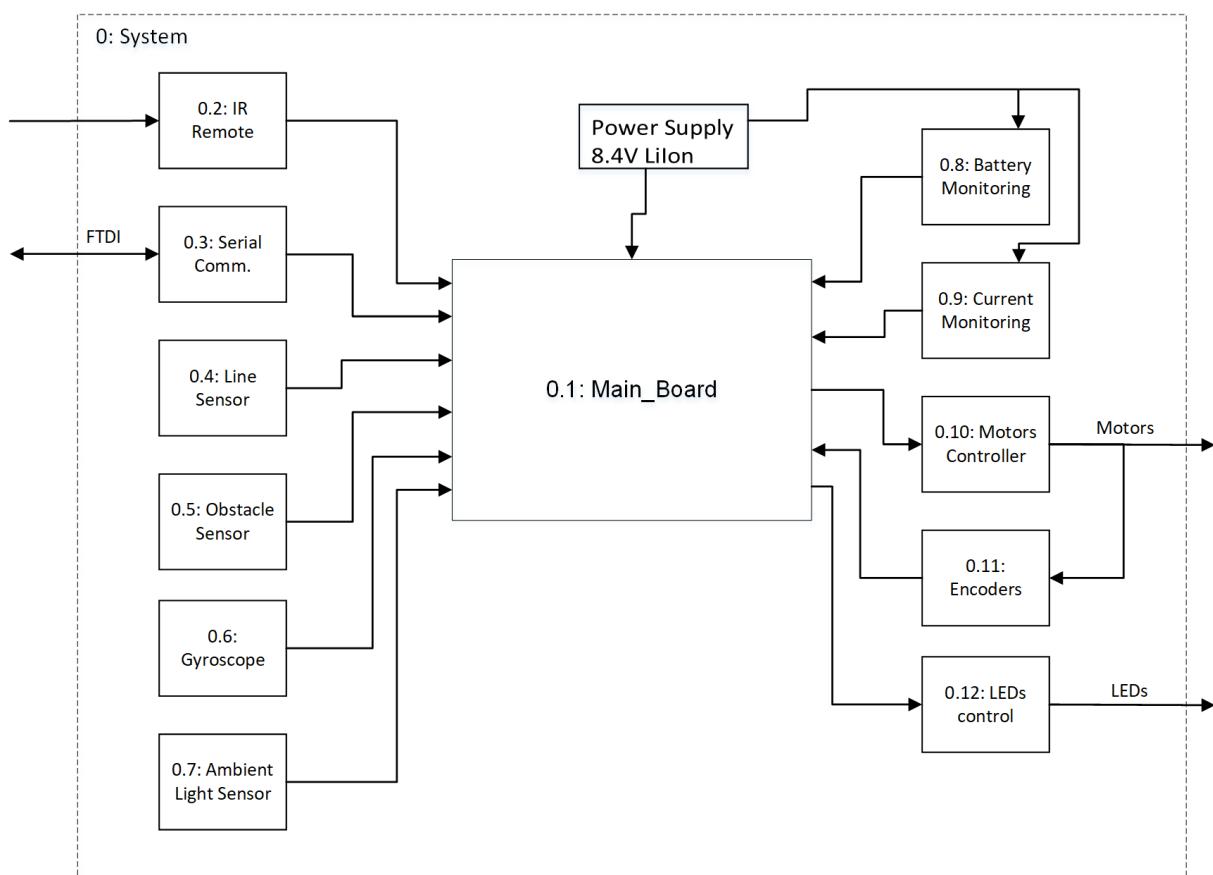 0: System
0.2: IR
Remote
Power Supply
8.4V LiIon
0.8: Battery
Monitoring
FTDI
0.3: Serial
Comm.
0.9: Current
Monitoring
0.4: Line
Sensor
0.1: Main_Board
0.10: Motors
Controller
Motors
0.5: Obstacle
Sensor
0.11:
Encoders
0.6:
Gyroscope
0.12: LEDs
control
LEDs
0.7: Ambient
Light Sensor